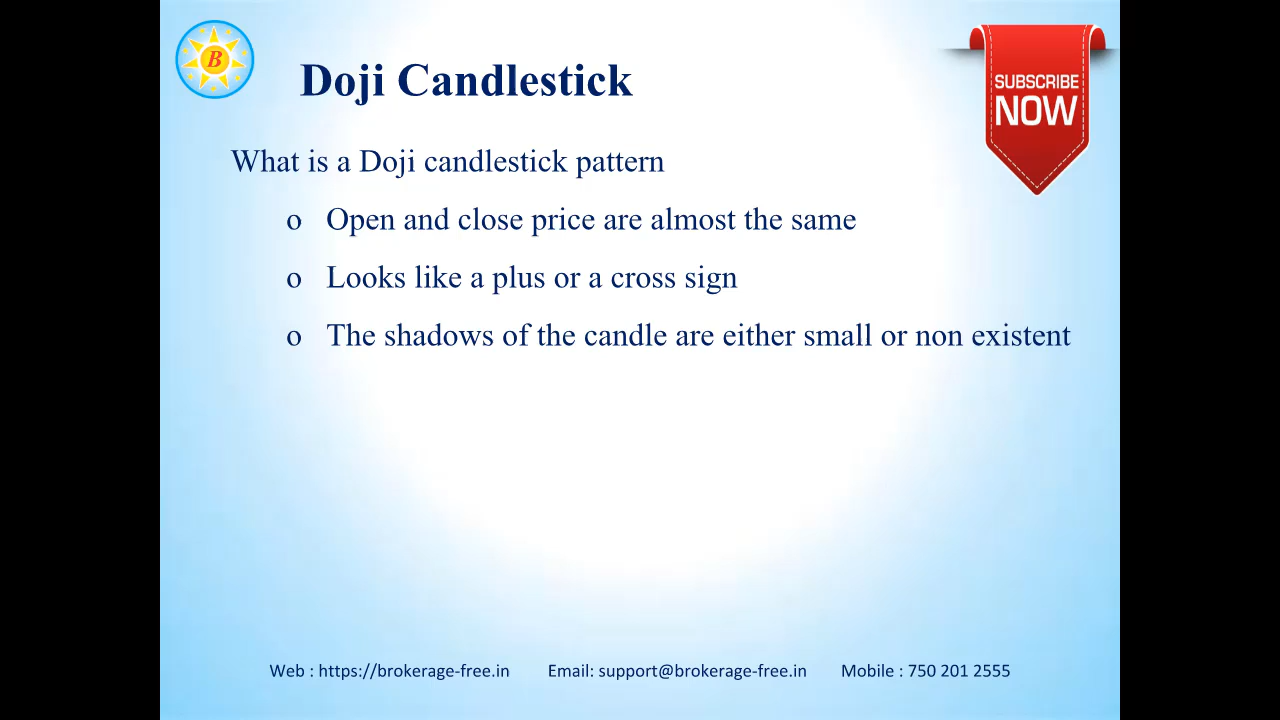 B
Doji Candlestick
SUBSCRIBE
NOW
What is a Doji candlestick pattern
o Open and close price are almost the same
o Looks like a plus or a cross sign
o The shadows of the candle are either small or non existent
Web : https://brokerage-free.in Email: support@brokerage-free.in Mobile : 750 201 2555